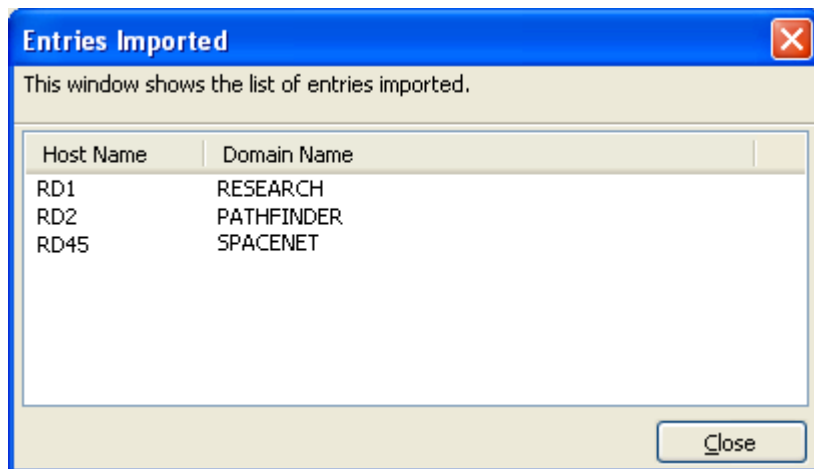 Entries Imported
This window shows the list of entries imported.
Host Name Domain Name
RD1 RESEARCH
RD2 PATHFINDER
RD45 SPACENET
Close